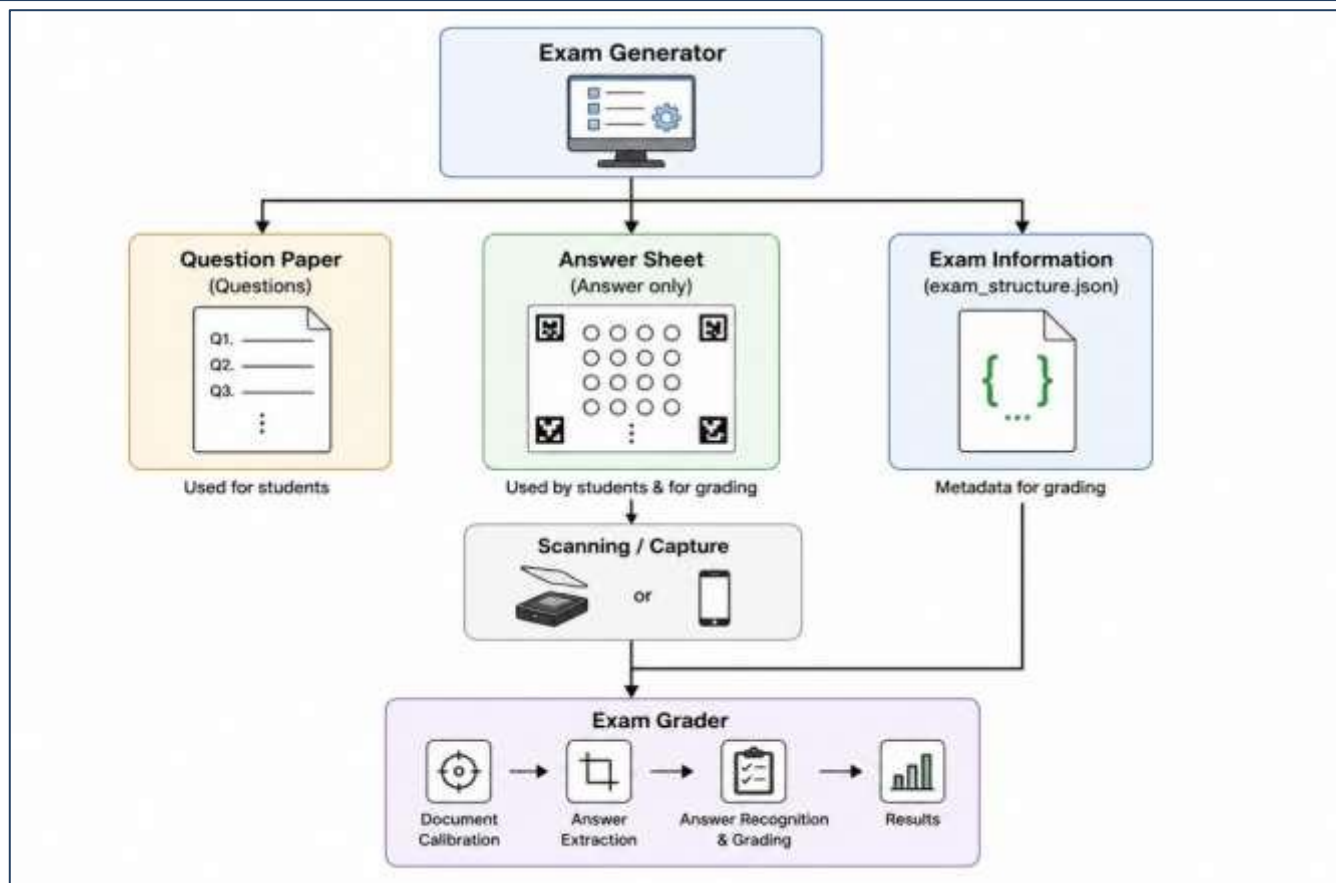 Exam Generator
Question Paper
(Questions)
Q1.
Q2.
Q3.
Used for students
Answer Sheet
(Answer only)
Used by students & for grading
Exam Information
(exam_structure.json)
{ }
...
Metadata for grading
Scanning / Capture
or
Exam Grader
Document
Calibration
Answer
Extraction
Answer Recognition
& Grading
Results